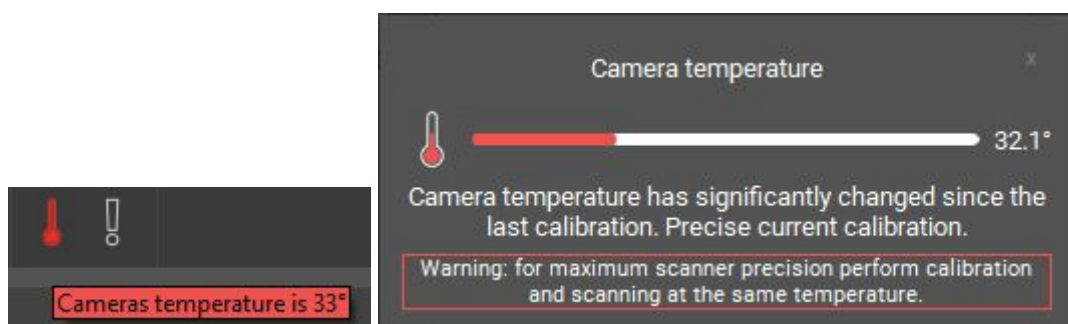 Cameras temperature is 33°
Camera temperature
x
32.1°
Camera temperature has significantly changed since the
last calibration. Precise current calibration.
Warning: for maximum scanner precision perform calibration
and scanning at the same temperature.